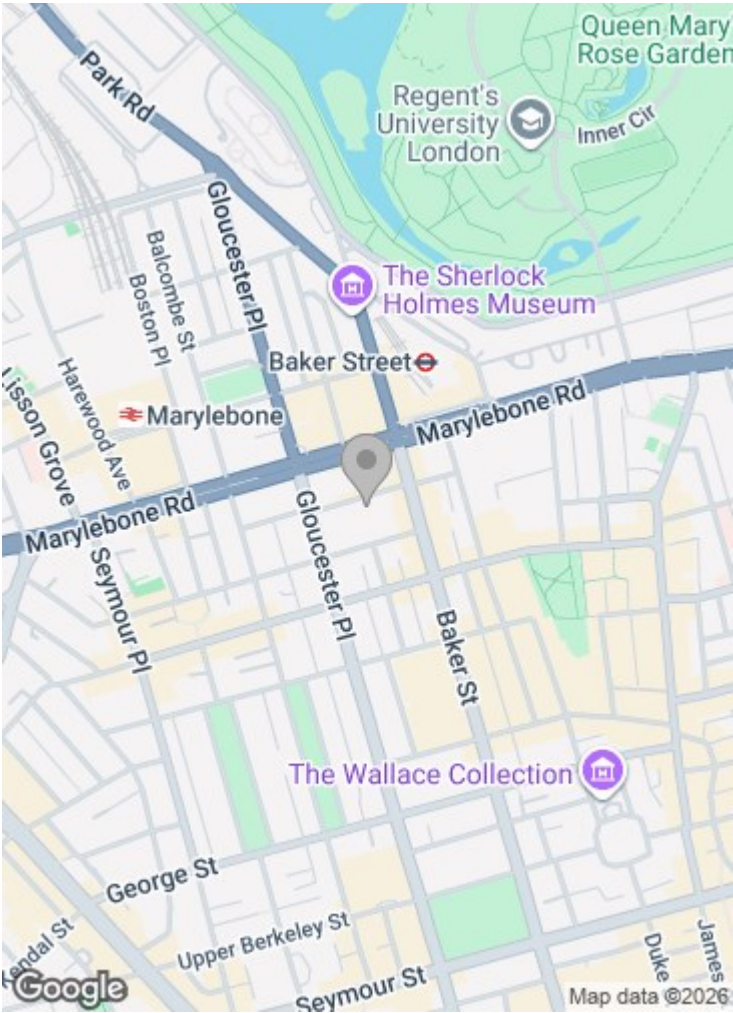 Queen Mary
Rose Garden
Park Rd
Regent's
University
London
Inner Cir
Gloucester Pl
Balcombe St
Boston Pl
The Sherlock
Holmes Museum
Baker Street
Harewood Ave
Lisson Grove
Marylebone
Marylebone Rd
Marylebone Rd
Gloucester Pl
Seymour Pl
Baker St
The Wallace Collection
George St
Upper Berkeley St
Kendal St
Seymour St
Duke
James
Google
Map data ©2026